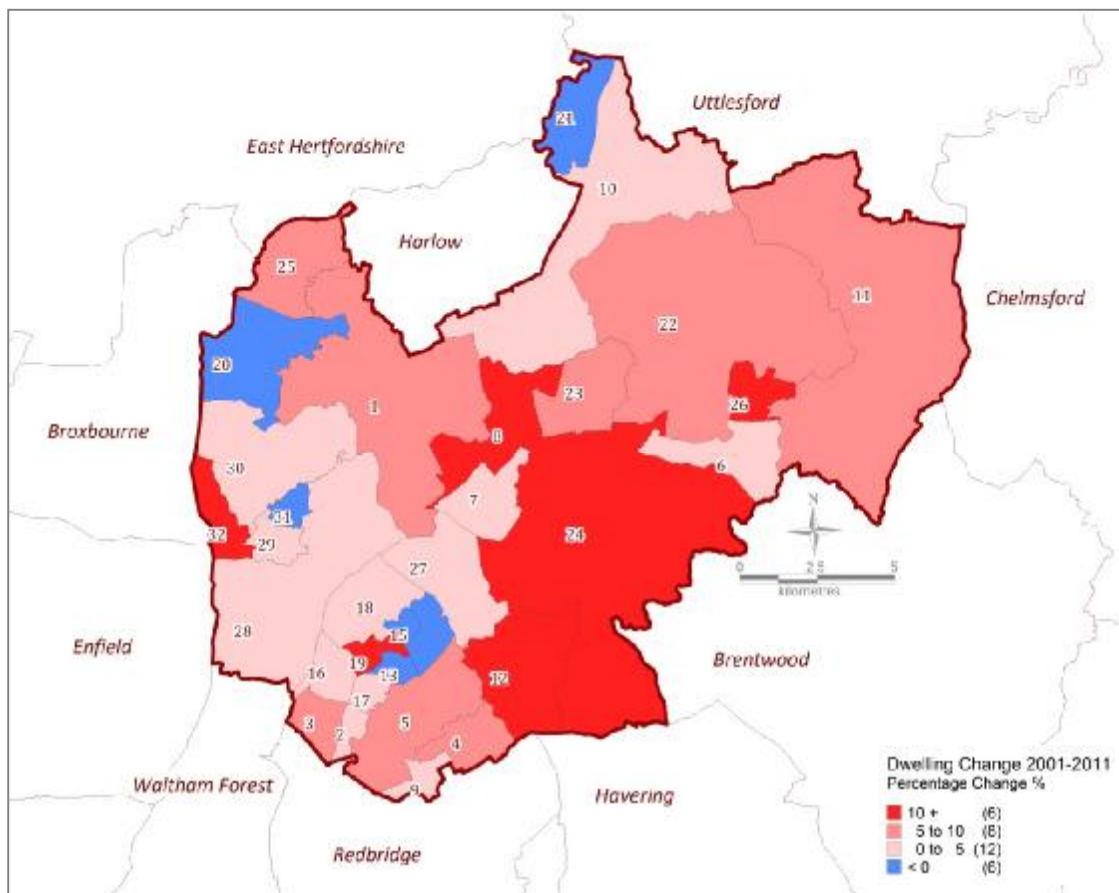 21
Uttlesford
East Hertfordshire
10
Harlow
25
11
Chelmsford
22
20
23
1
26
Broxbourne
8
30
6
7
N
31
32
24
29
0 2.5 5
kilometres
27
18
28
15
Enfield
19
Brentwood
16
13
12
17
3
5
2
4
Dwelling Change 2001-2011
Percentage Change %
Waltham Forest
9
Havering
10 + (6)
5 to 10 (8)
0 to 5 (12)
< 0 (6)
Redbridge